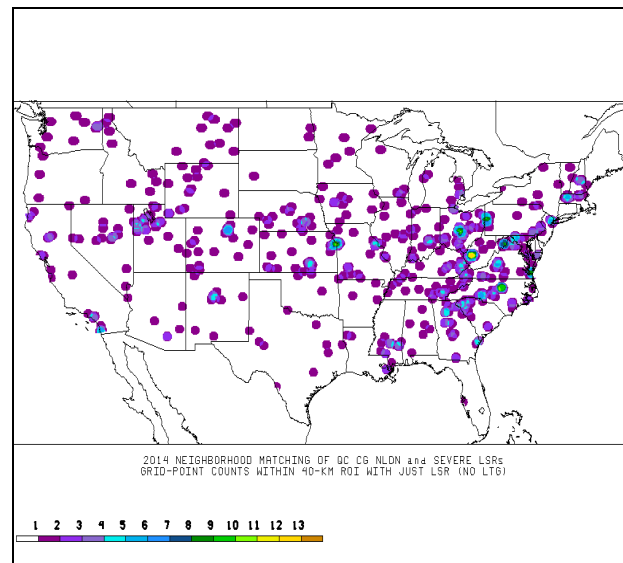 2014 NEIGHBORHOOD MATCHING OF QC CG NLDN and SEVERE LSRs
GRID-POINT COUNTS WITHIN 40-KM ROI WITH JUST LSR (NO LTG)
1 2 3 4 5 6 7 8 9 10 11 12 13